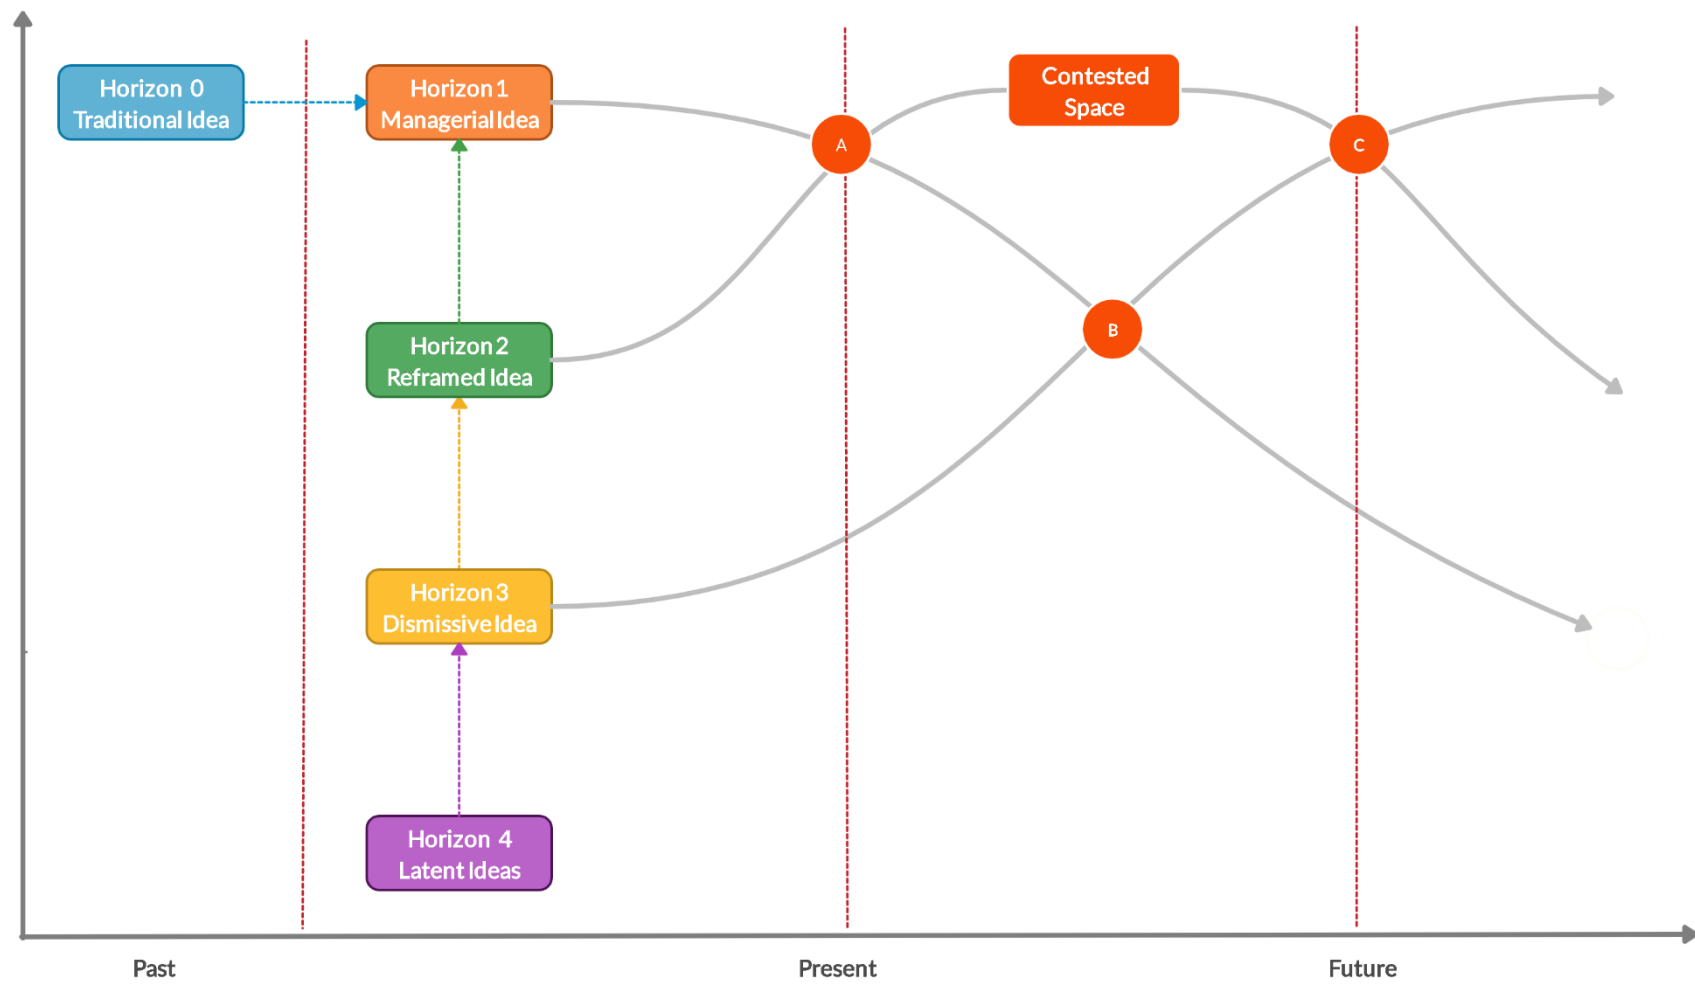 Horizon 0
Traditional Idea
Horizon 1
Managerial Idea
Contested
Space
A
C
B
Horizon 2
Reframed Idea
Horizon 3
Dismissive Idea
Horizon 4
Latent Ideas
Past
Present
Future